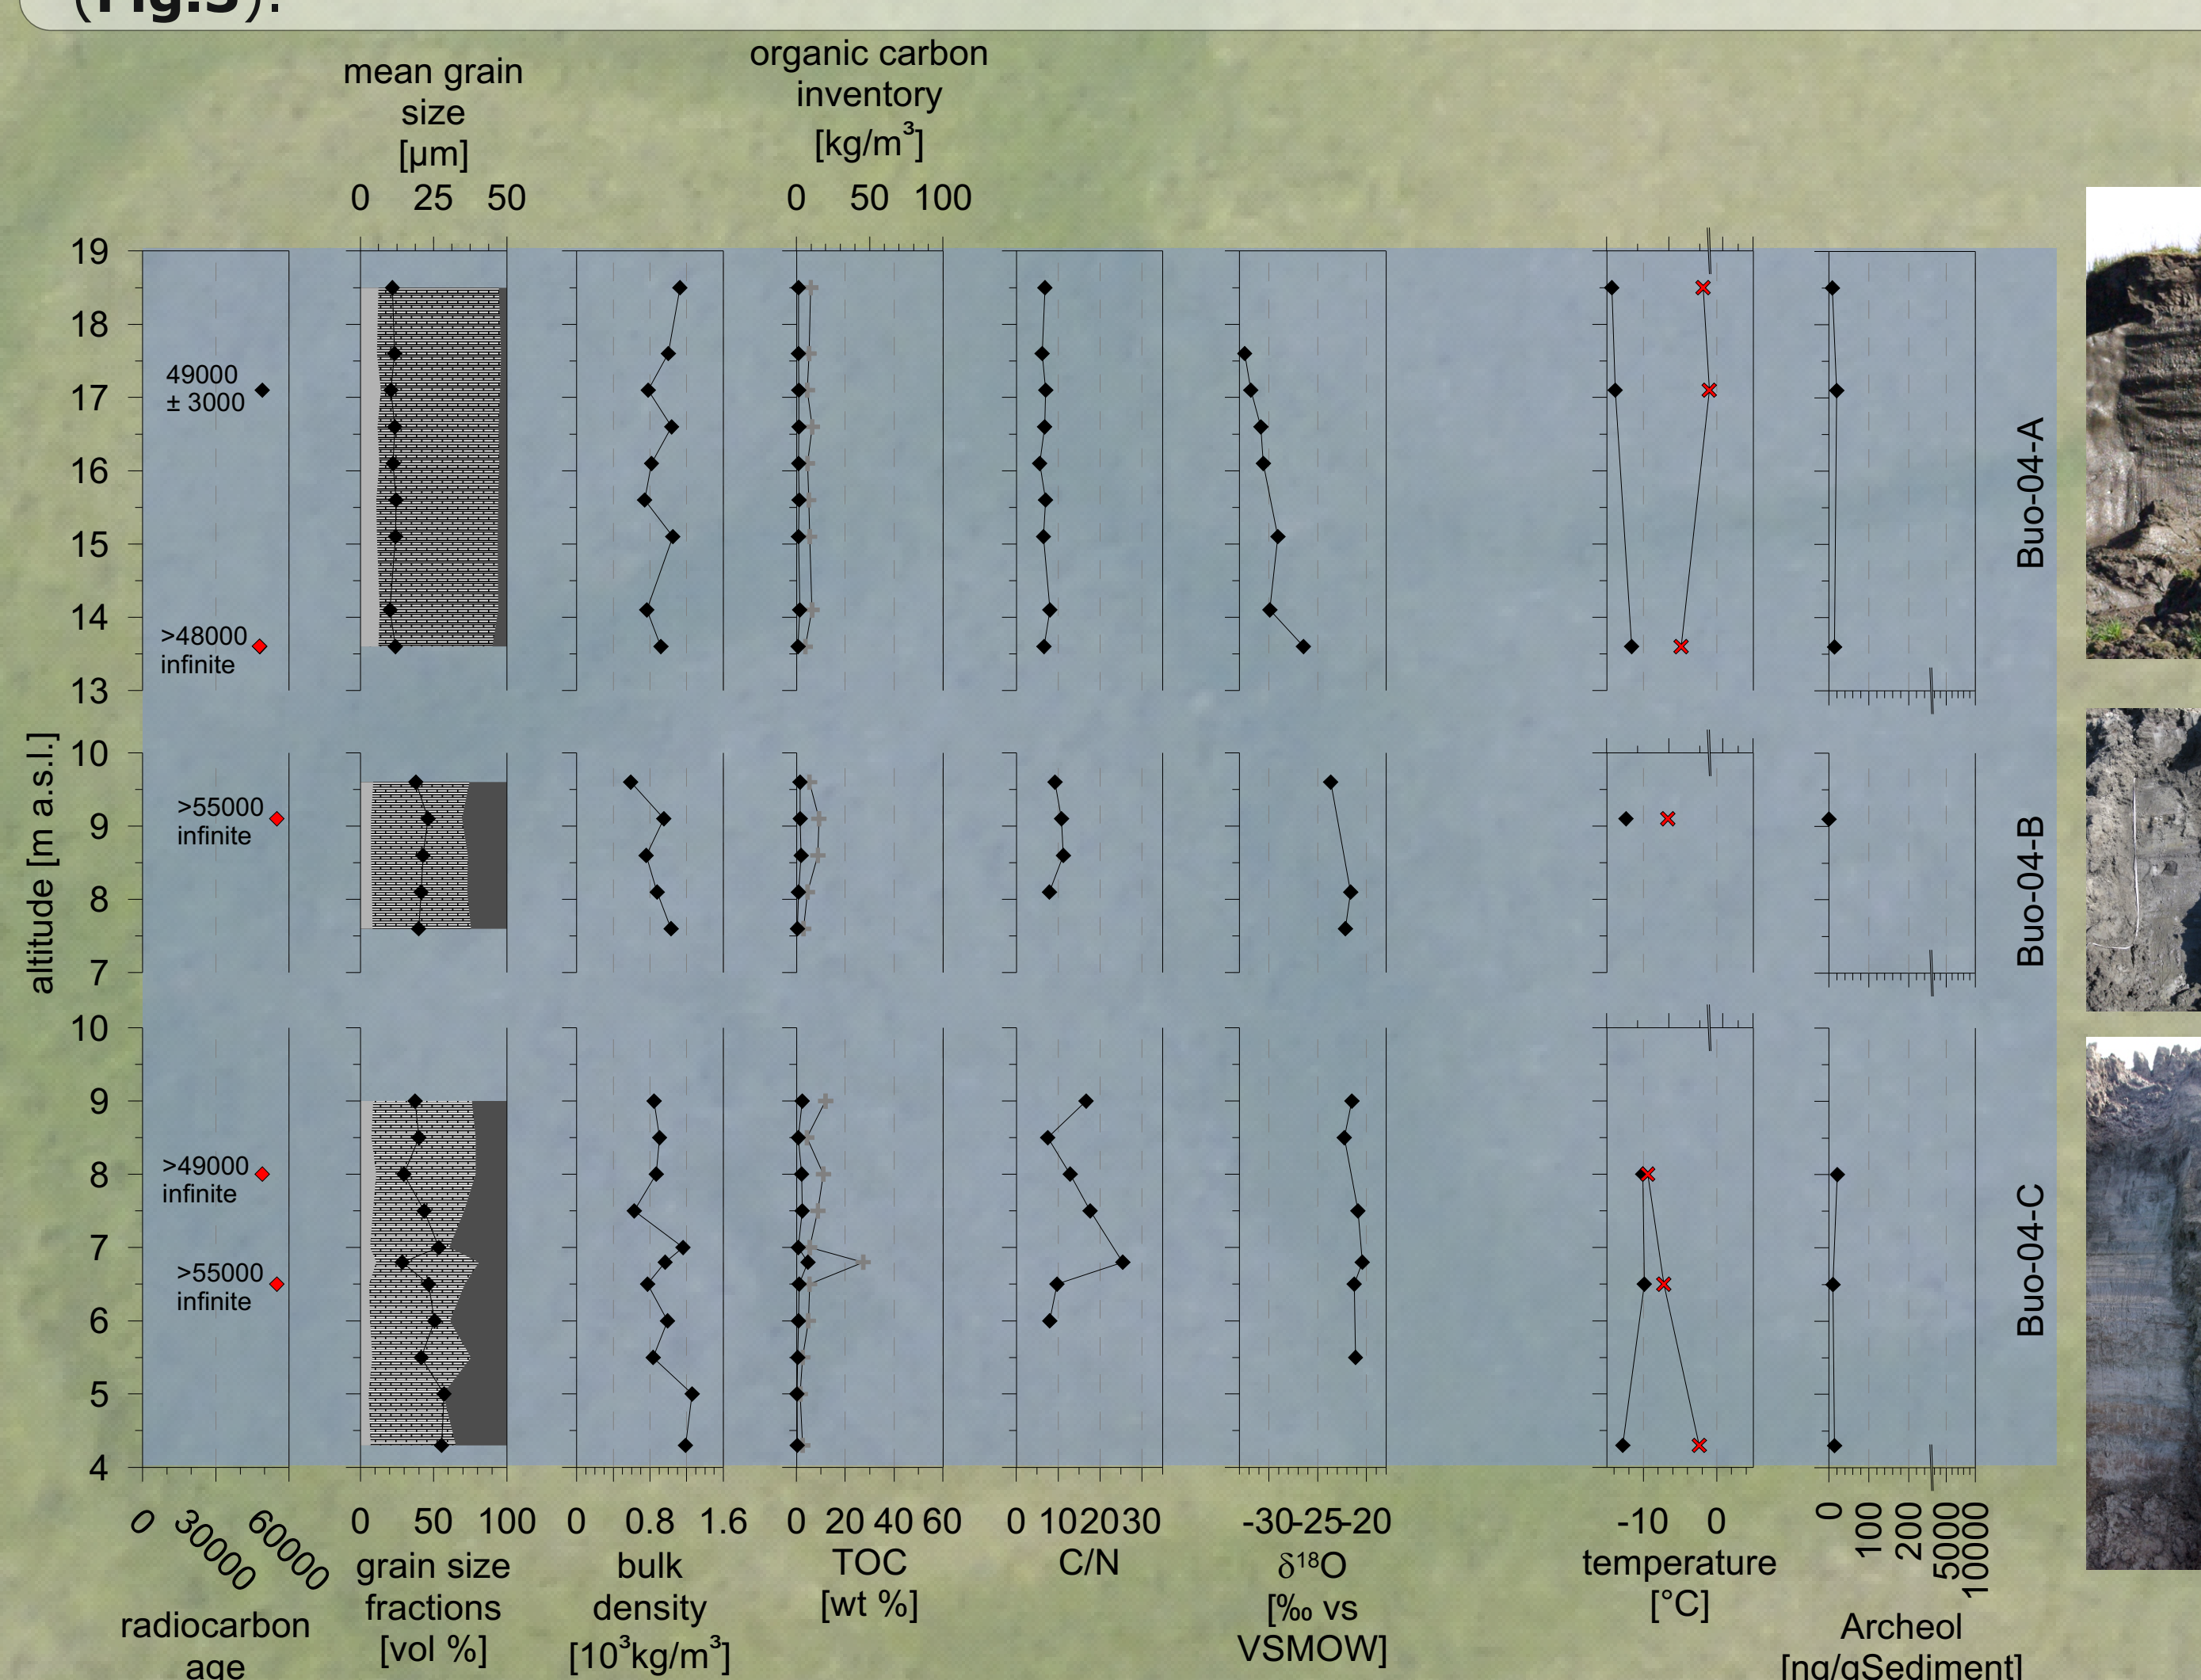 (Fig.5).
mean grain
size
[µm]
0 25 50
organic carbon
inventory
[kg/m³]
0 50 100
altitude [m a.s.l.]
19
18
17
16
15
14
13
49000
± 3000
>48000
infinite
Buo-04-A
10
9
8
7
>55000
infinite
Buo-04-B
10
9
8
7
6
5
4
>49000
infinite
>55000
infinite
Buo-04-C
0 30000 60000
radiocarbon
age
0 50 100
grain size
fractions
[vol %]
0 0.8 1.6
bulk
density
[10³kg/m³]
0 20 40 60
TOC
[wt %]
0 10 20 30
C/N
-30 -25 -20
δ¹⁸O
[‰ vs
VSMOW]
-10 0
temperature
[°C]
0 100 200 5000 10000
Archeol
[ng/gSediment]